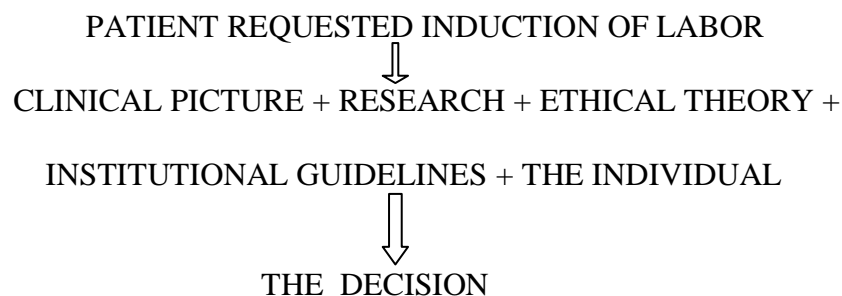 PATIENT REQUESTED INDUCTION OF LABOR
CLINICAL PICTURE + RESEARCH + ETHICAL THEORY +
INSTITUTIONAL GUIDELINES + THE INDIVIDUAL
THE DECISION